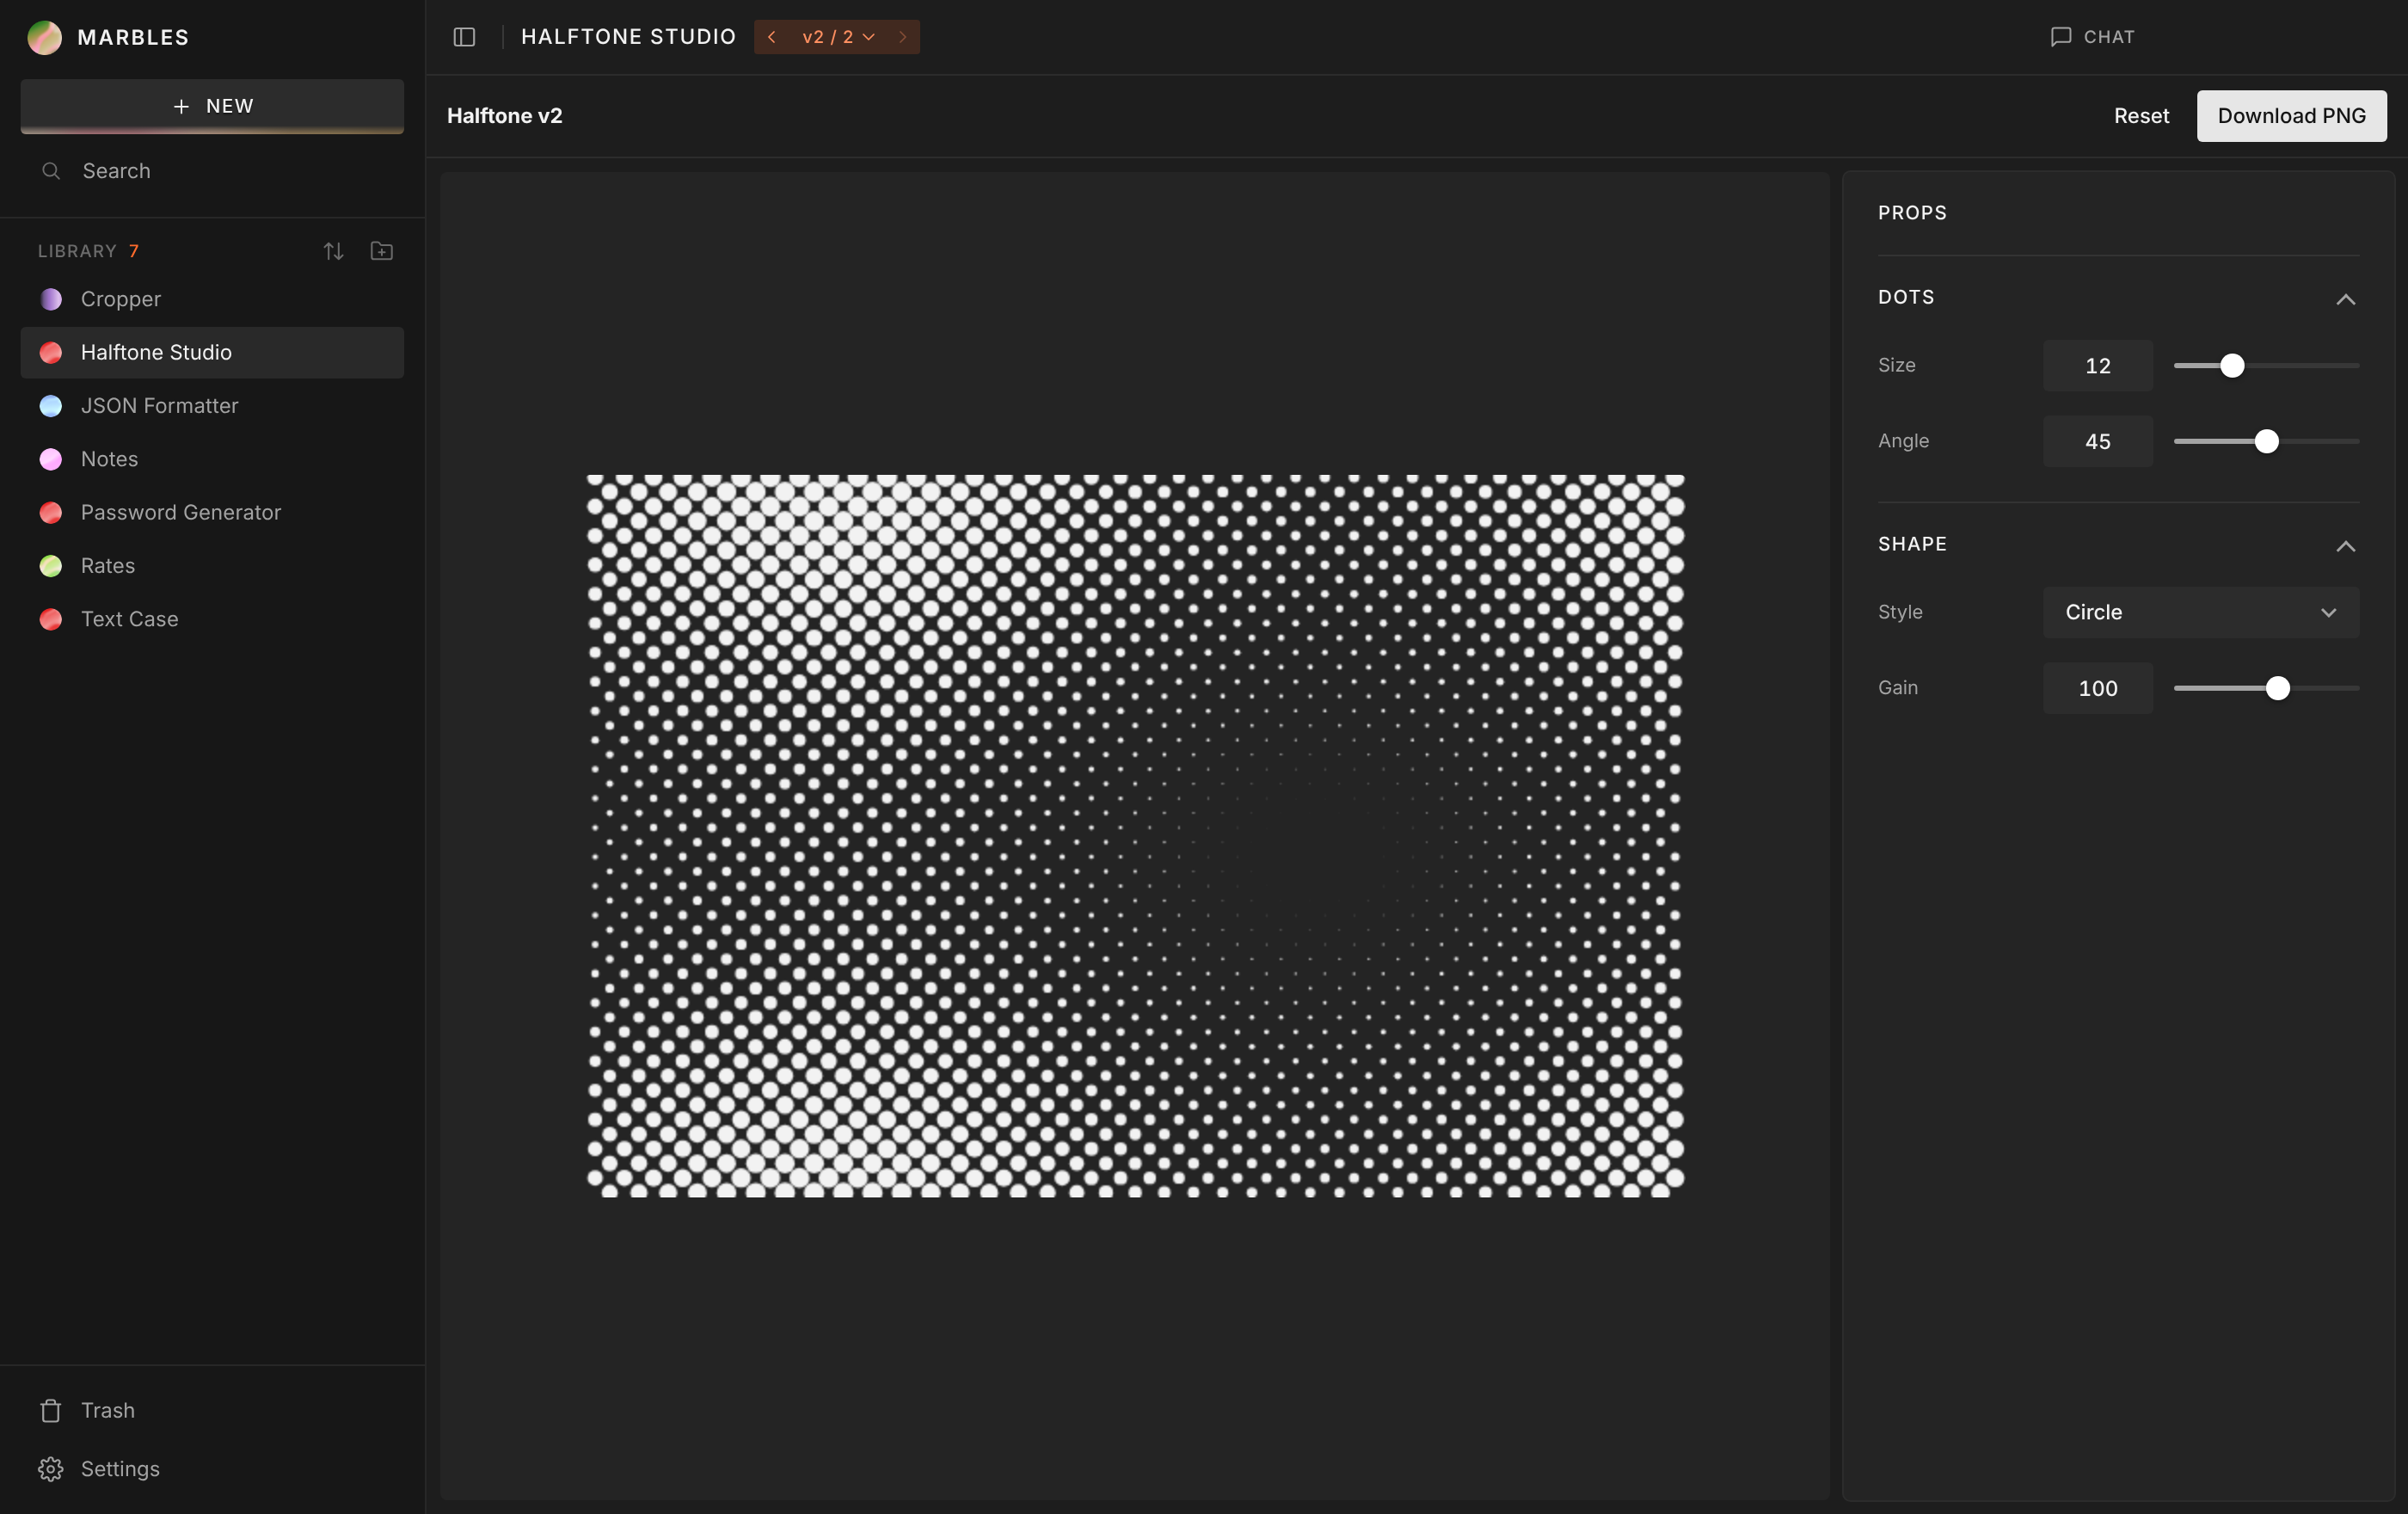 MARBLES
NEW
Search
LIBRARY 7
Cropper
Halftone Studio
JSON Formatter
Notes
Password Generator
Rates
Text Case
Trash
Settings
HALFTONE STUDIO
v2 / 2
CHAT
Halftone v2
Reset
Download PNG
PROPS
DOTS
Size 12
Angle 45
SHAPE
Style Circle
Gain 100